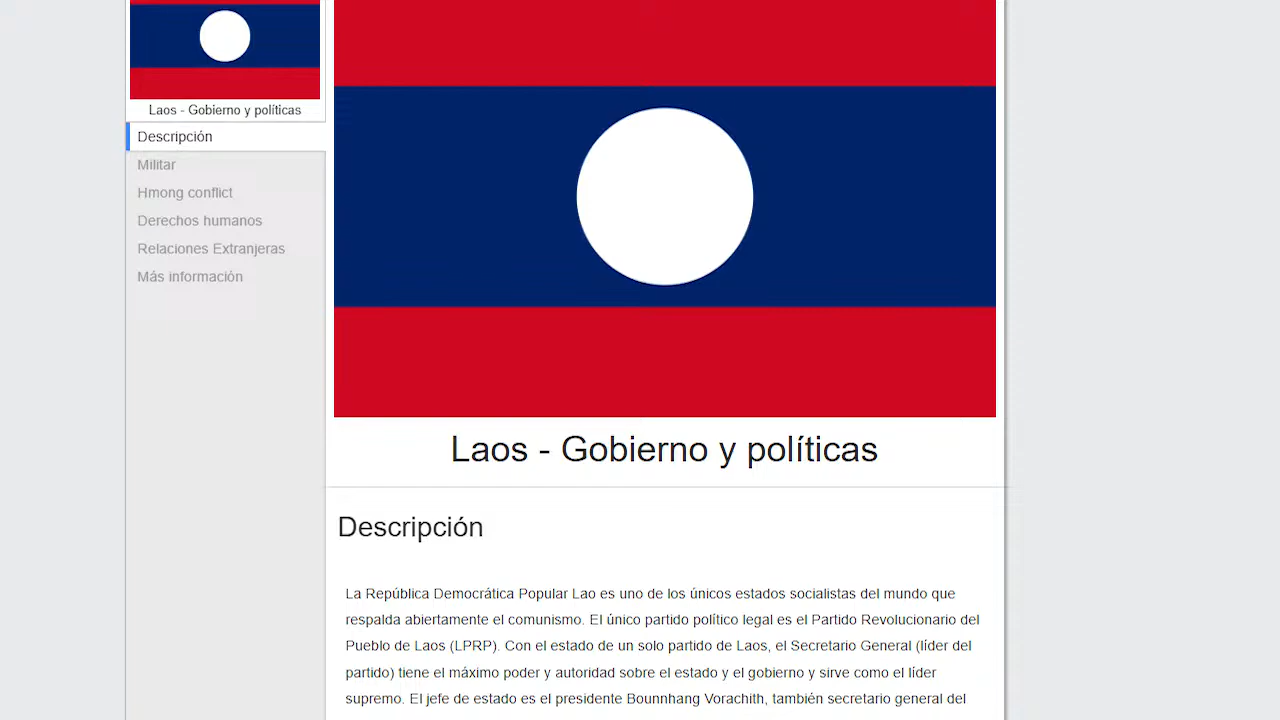 Laos - Gobierno y políticas
Descripción
Militar
Hmong conflict
Derechos humanos
Relaciones Extranjeras
Más información
Laos - Gobierno y políticas
Descripción
La República Democrática Popular Lao es uno de los únicos estados socialistas del mundo que
respalda abiertamente el comunismo. El único partido político legal es el Partido Revolucionario del
Pueblo de Laos (LPRP). Con el estado de un solo partido de Laos, el Secretario General (líder del
partido) tiene el máximo poder y autoridad sobre el estado y el gobierno y sirve como el líder
supremo. El jefe de estado es el presidente Bounnhang Vorachith, también secretario general del